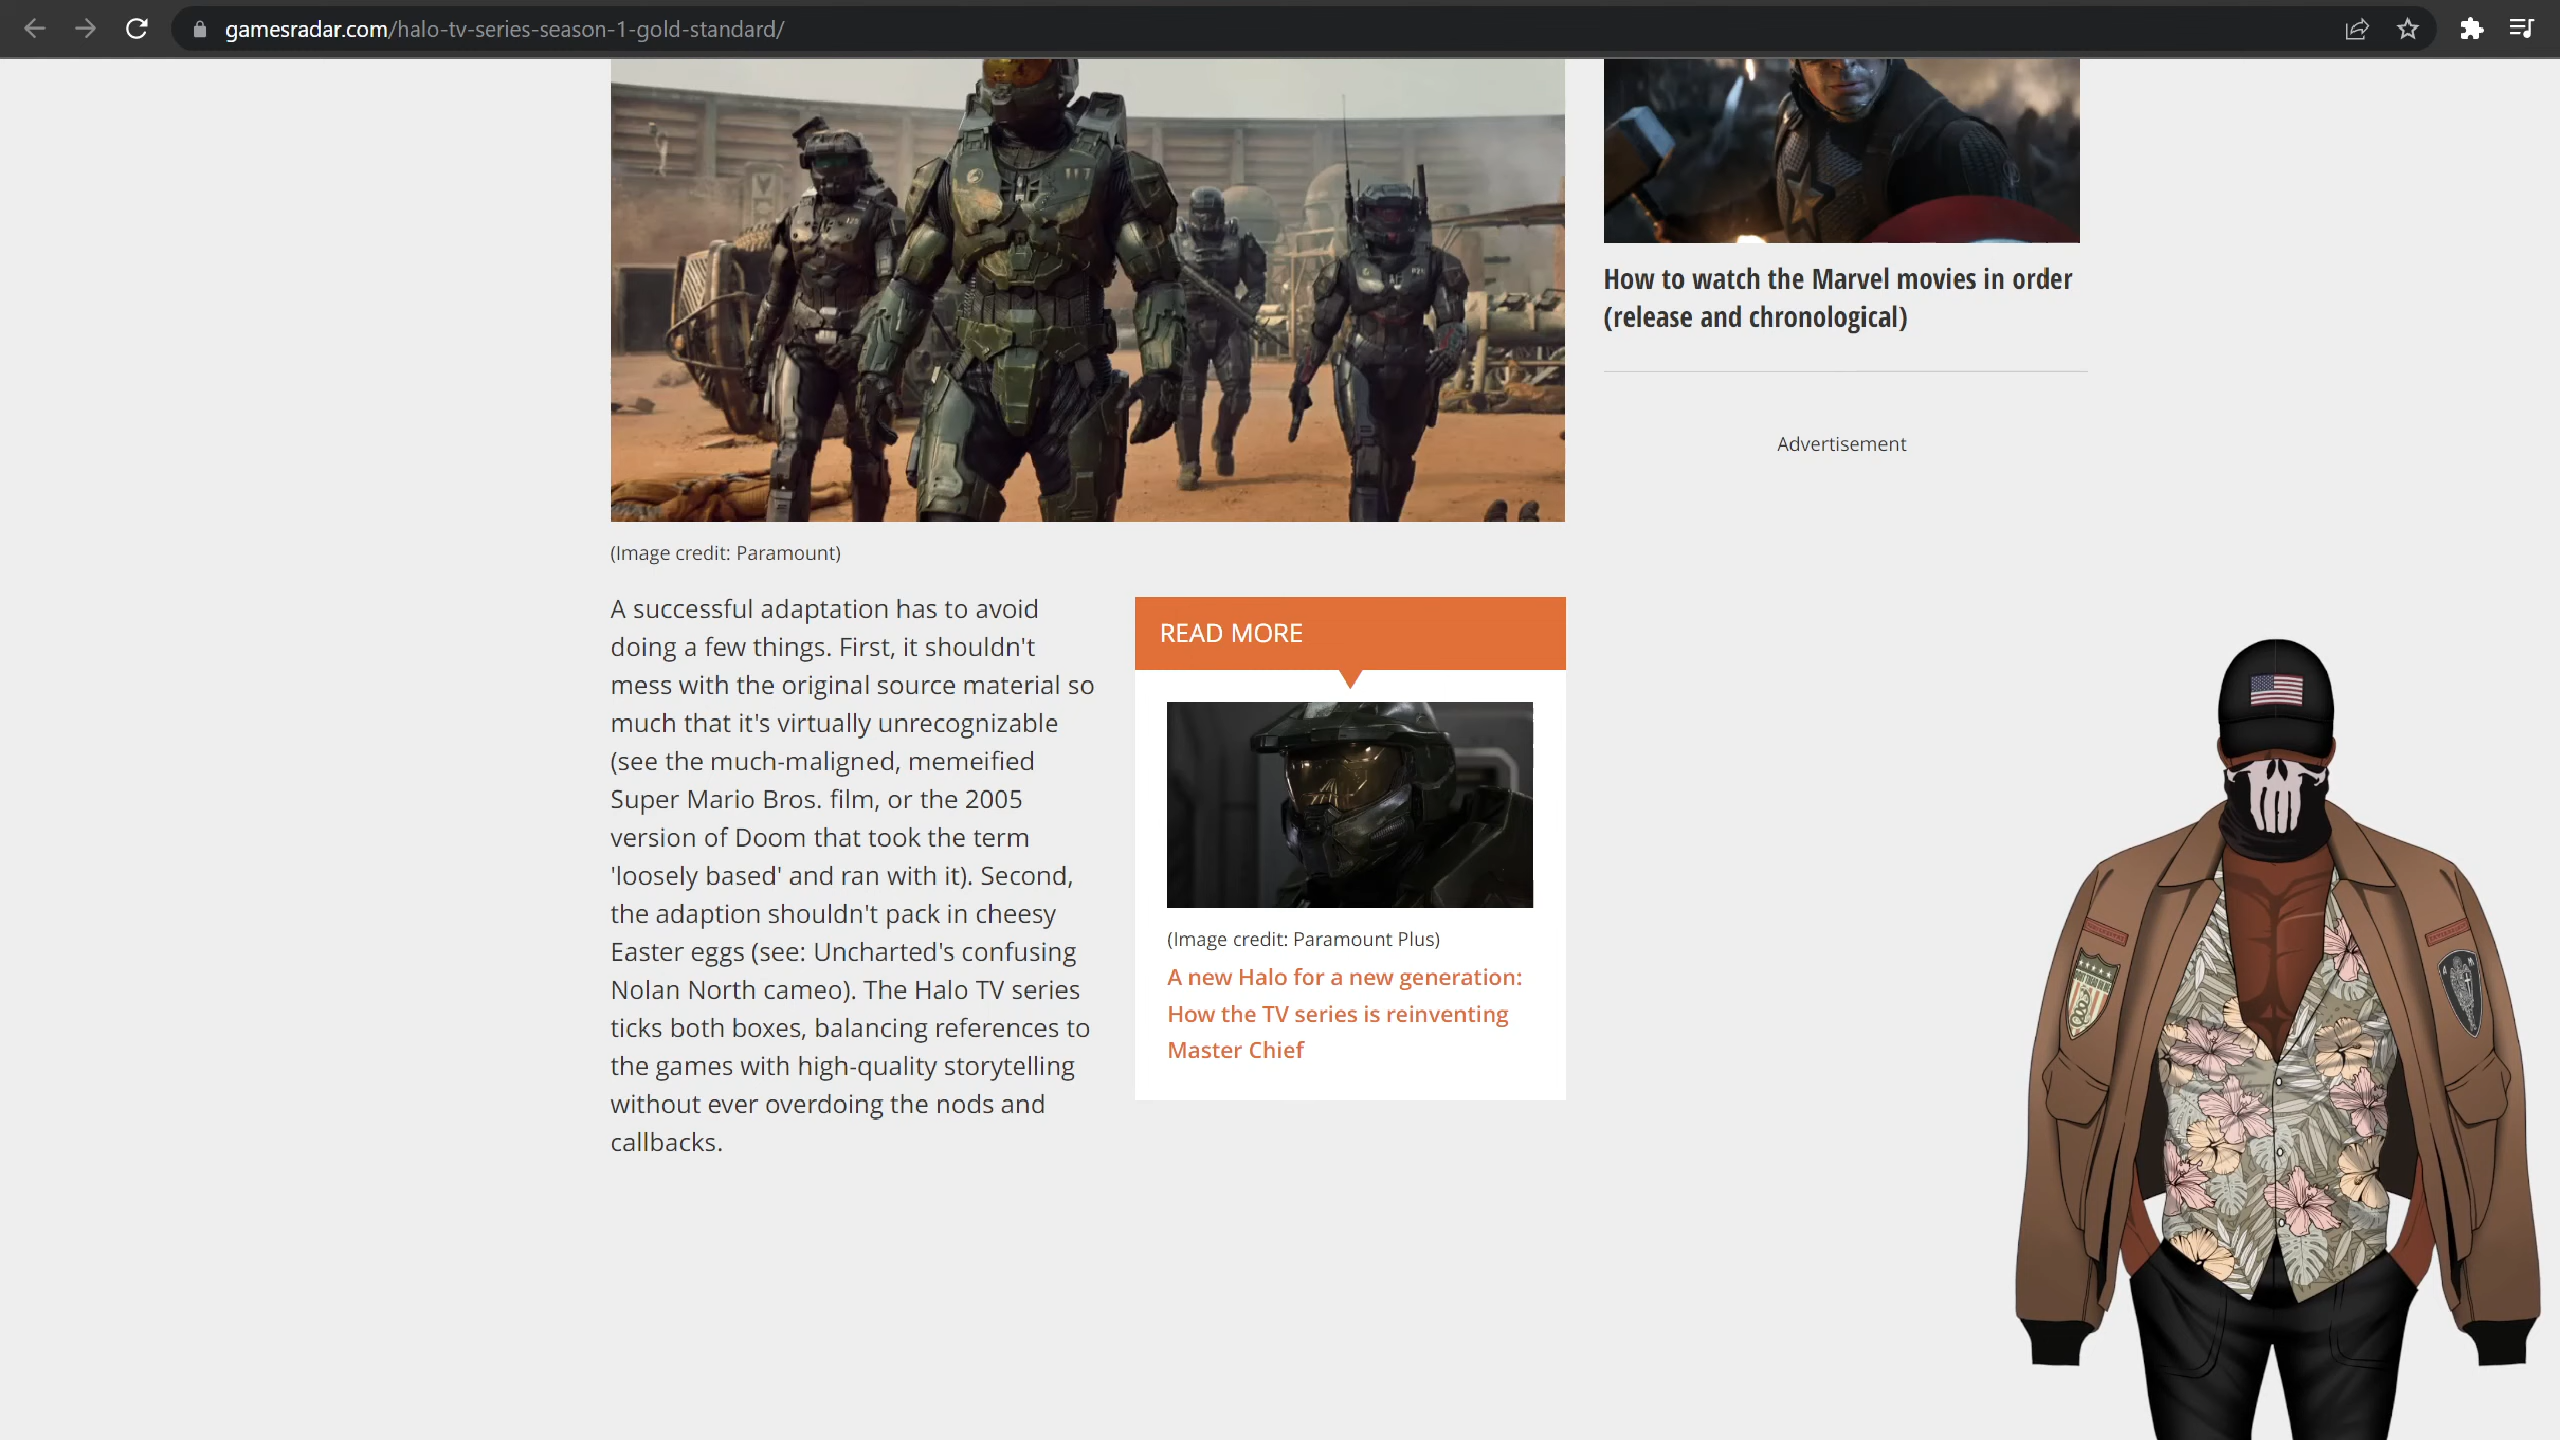 gamesradar.com/halo-tv-series-season-1-gold-standard/
(Image credit: Paramount)
A successful adaptation has to avoid
doing a few things. First, it shouldn't
mess with the original source material so
much that it's virtually unrecognizable
(see the much-maligned, memeified
Super Mario Bros. film, or the 2005
version of Doom that took the term
'loosely based' and ran with it). Second,
the adaption shouldn't pack in cheesy
Easter eggs (see: Uncharted's confusing
Nolan North cameo). The Halo TV series
ticks both boxes, balancing references to
the games with high-quality storytelling
without ever overdoing the nods and
callbacks.
READ MORE
(Image credit: Paramount Plus)
A new Halo for a new generation:
How the TV series is reinventing
Master Chief
How to watch the Marvel movies in order
(release and chronological)
Advertisement